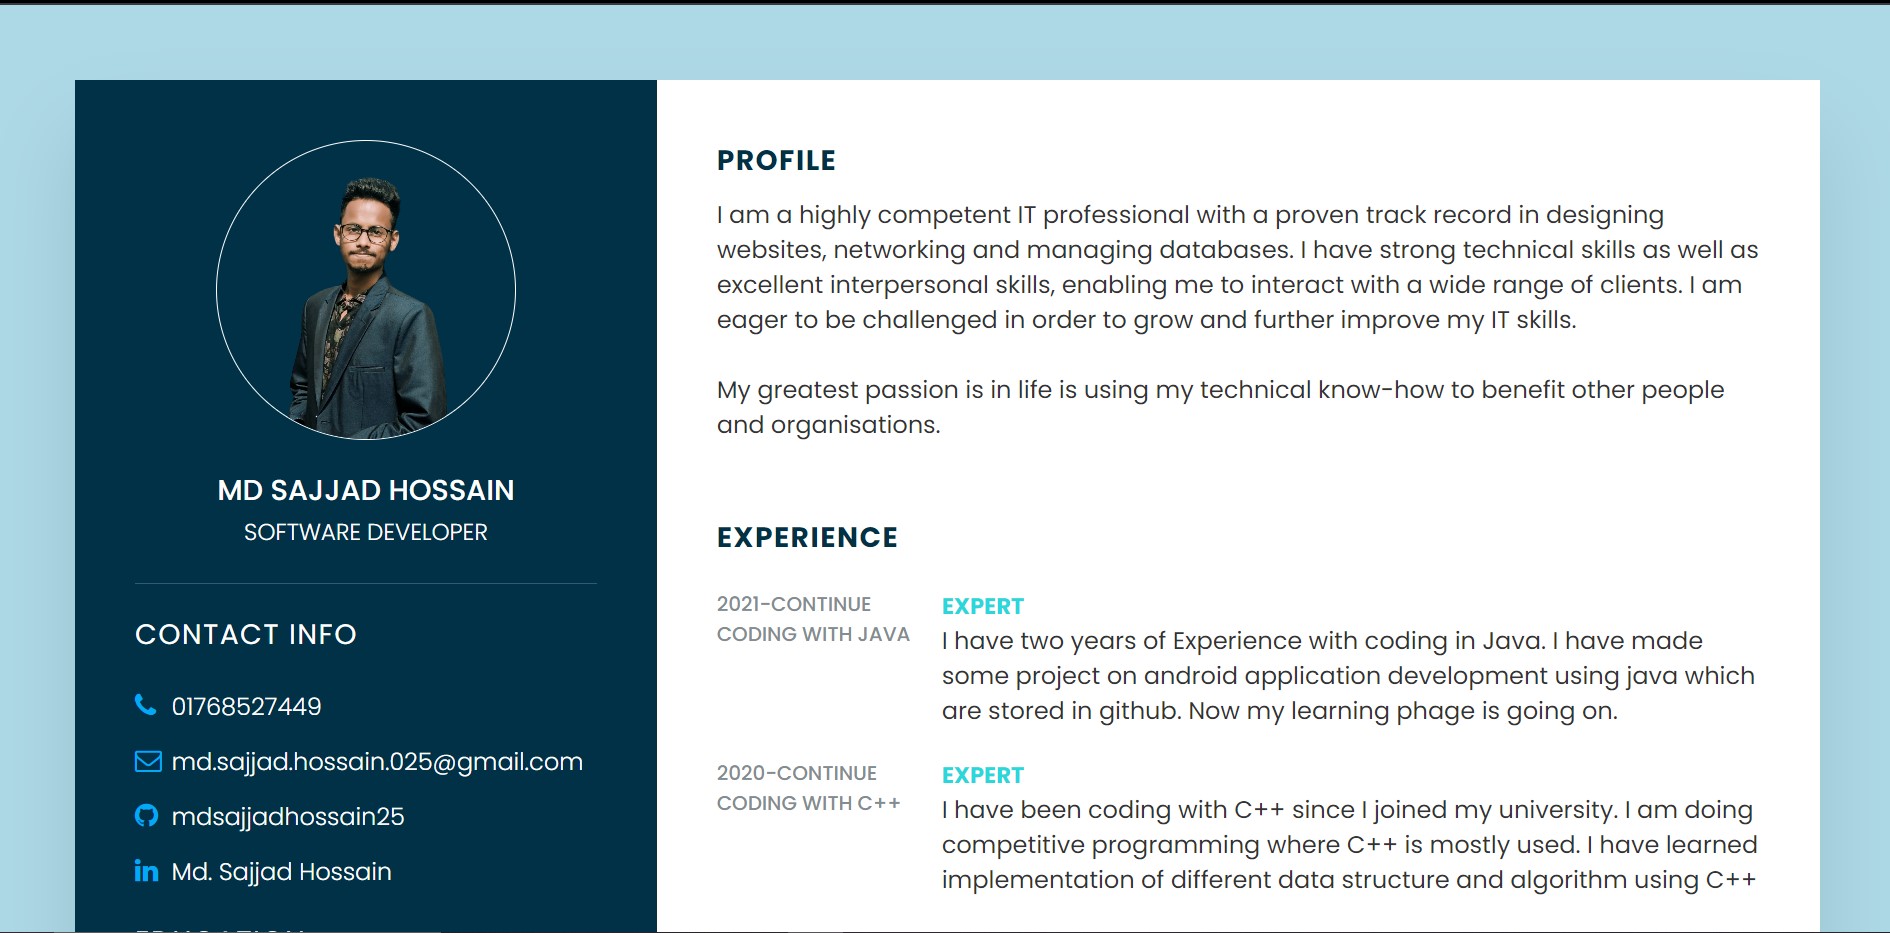 MD SAJJAD HOSSAIN
SOFTWARE DEVELOPER
CONTACT INFO
01768527449
md.sajjad.hossain.025@gmail.com
mdsajjadhossain25
Md. Sajjad Hossain
PROFILE
I am a highly competent IT professional with a proven track record in designing
websites, networking and managing databases. I have strong technical skills as well as
excellent interpersonal skills, enabling me to interact with a wide range of clients. I am
eager to be challenged in order to grow and further improve my IT skills.
My greatest passion is in life is using my technical know-how to benefit other people
and organisations.
EXPERIENCE
2021-CONTINUE
CODING WITH JAVA
EXPERT
I have two years of Experience with coding in Java. I have made
some project on android application development using java which
are stored in github. Now my learning phage is going on.
2020-CONTINUE
CODING WITH C++
EXPERT
I have been coding with C++ since I joined my university. I am doing
competitive programming where C++ is mostly used. I have learned
implementation of different data structure and algorithm using C++